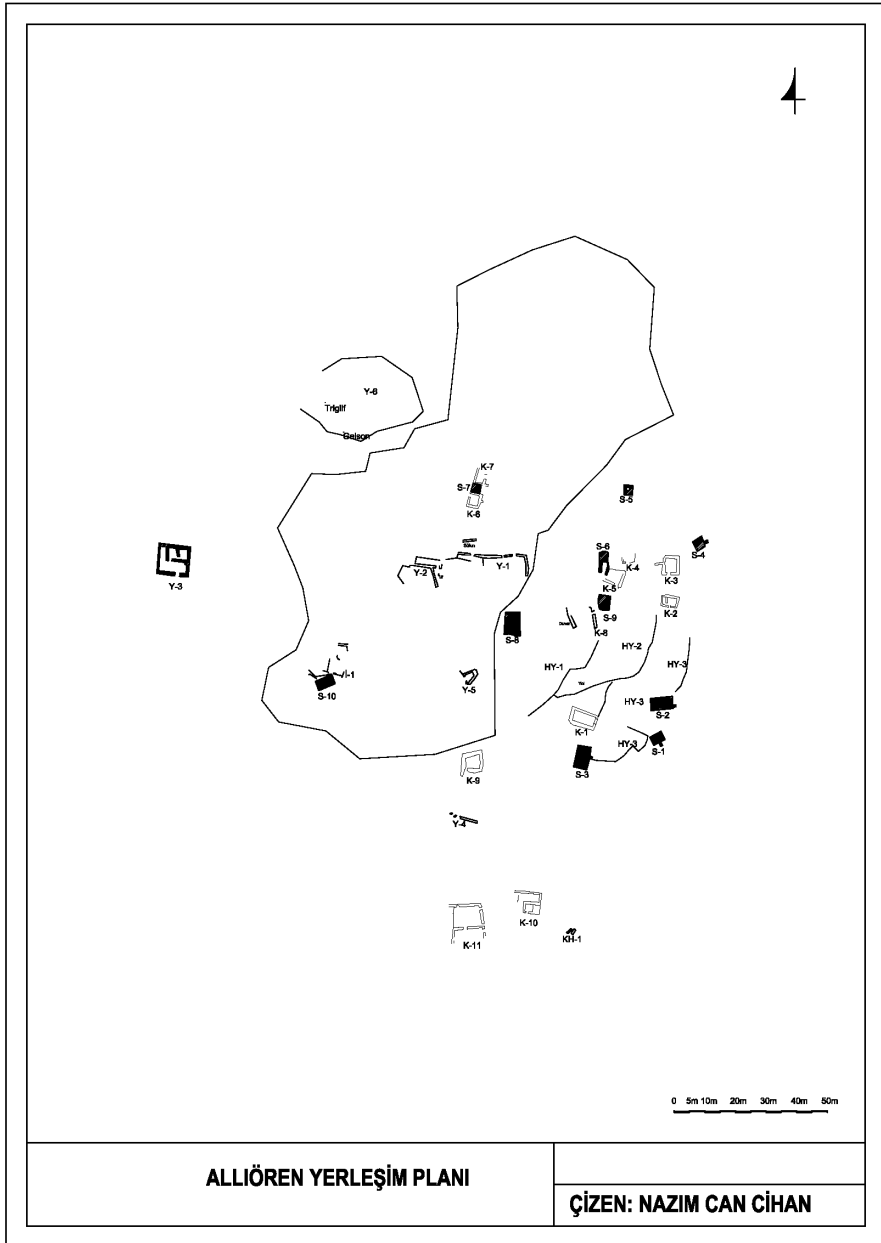 Y-6
Triglif
Geison
K-7
S-7
K-6
S-5
S-4
S-6
K-4
K-3
K-5
Y-1
Y-2
Y-3
S-9
K-2
S-8
K-8
HY-2
HY-1
HY-3
Y-5
S-10
HY-3
S-2
K-1
HY-3
S-1
S-3
K-9
Y-4
K-10
K-11
KH-1
0 5m 10m 20m 30m 40m 50m
ALLIÖREN YERLEŞİM PLANI
ÇİZEN: NAZIM CAN CİHAN